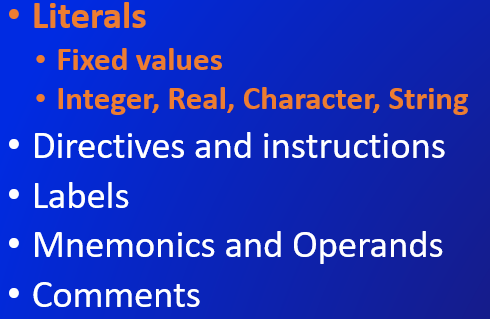 • Literals
• Fixed values
• Integer, Real, Character, String
• Directives and instructions
• Labels
• Mnemonics and Operands
• Comments